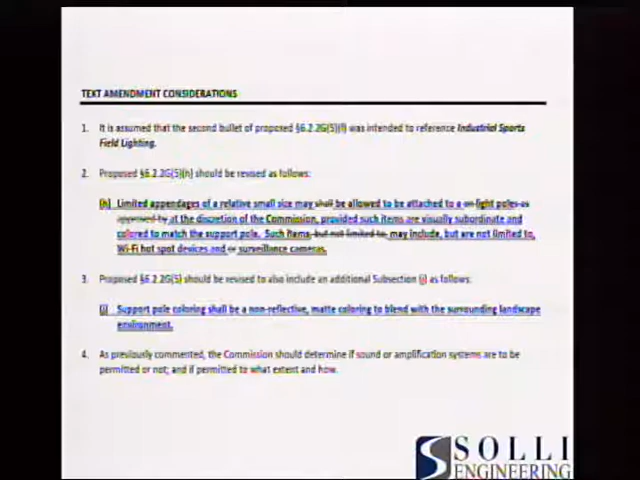 TEXT AMENDMENT CONSIDERATIONS
1. It is assumed that the second bullet of proposed §6.2.2G(5)(f) was intended to reference Industrial Sports
Field Lighting.
2. Proposed §6.2.2G(5)(h) should be revised as follows:
(h) Limited appendages of a relative small size may shall be allowed to be attached to a on light poles as
approved by at the discretion of the Commission, provided such items are visually subordinate and
colored to match the support pole. Such items, but not limited to, may include, but are not limited to,
Wi-Fi hot spot devices and or surveillance cameras.
3. Proposed §6.2.2G(5) should be revised to also include an additional Subsection (i) as follows:
(i) Support pole coloring shall be a non-reflective, matte coloring to blend with the surrounding landscape
environment.
4. As previously commented, the Commission should determine if sound or amplification systems are to be
permitted or not; and if permitted to what extent and how.
SOLLI
ENGINEERING